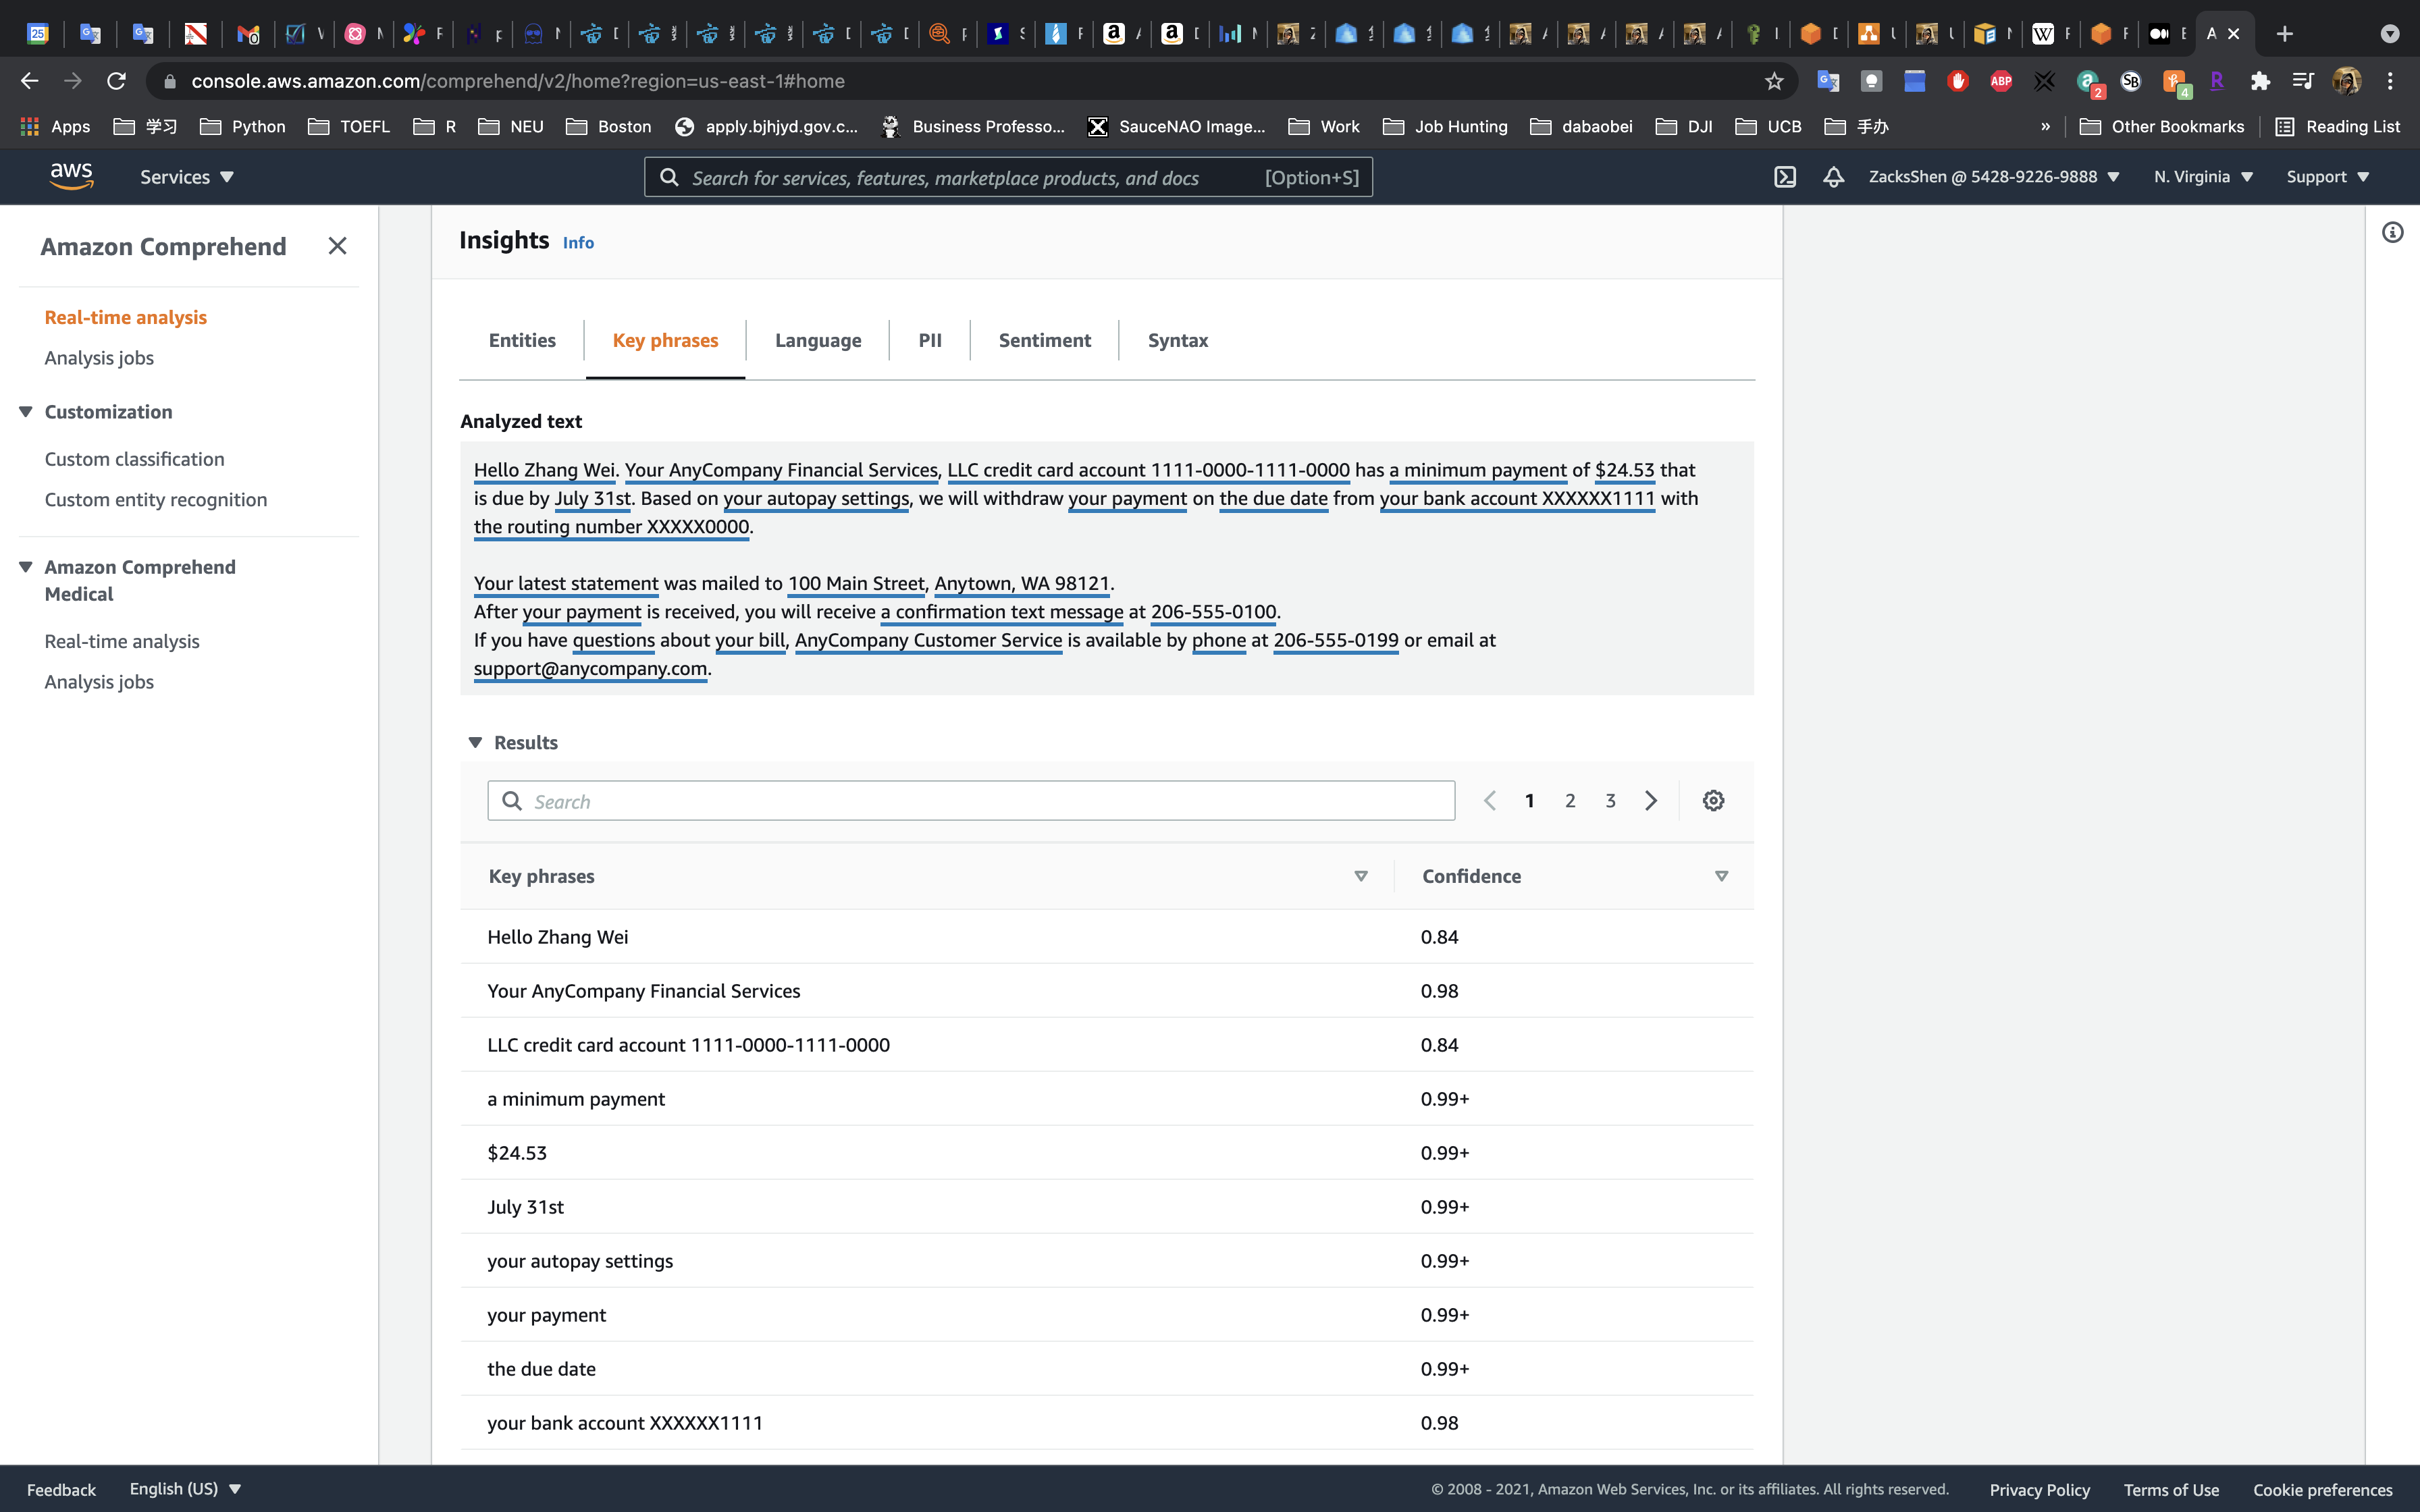 console.aws.amazon.com/comprehend/v2/home?region=us-east-1#home
Apps 学习 Python TOEFL R NEU Boston apply.bjhjyd.gov.c... Business Professo... SauceNAO Image... Work Job Hunting dabaobei DJI UCB 手办 » Other Bookmarks Reading List
aws Services Search for services, features, marketplace products, and docs [Option+S] ZacksShen @ 5428-9226-9888 N. Virginia Support
Amazon Comprehend
Real-time analysis
Analysis jobs
Customization
Custom classification
Custom entity recognition
Amazon Comprehend
Medical
Real-time analysis
Analysis jobs
Insights Info
Entities Key phrases Language PII Sentiment Syntax
Analyzed text
Hello Zhang Wei. Your AnyCompany Financial Services, LLC credit card account 1111-0000-1111-0000 has a minimum payment of $24.53 that
is due by July 31st. Based on your autopay settings, we will withdraw your payment on the due date from your bank account XXXXXX1111 with
the routing number XXXXX0000.
Your latest statement was mailed to 100 Main Street, Anytown, WA 98121.
After your payment is received, you will receive a confirmation text message at 206-555-0100.
If you have questions about your bill, AnyCompany Customer Service is available by phone at 206-555-0199 or email at
support@anycompany.com.
Results
Search 1 2 3
Key phrases Confidence
Hello Zhang Wei 0.84
Your AnyCompany Financial Services 0.98
LLC credit card account 1111-0000-1111-0000 0.84
a minimum payment 0.99+
$24.53 0.99+
July 31st 0.99+
your autopay settings 0.99+
your payment 0.99+
the due date 0.99+
your bank account XXXXXX1111 0.98
Feedback English (US) © 2008 - 2021, Amazon Web Services, Inc. or its affiliates. All rights reserved. Privacy Policy Terms of Use Cookie preferences